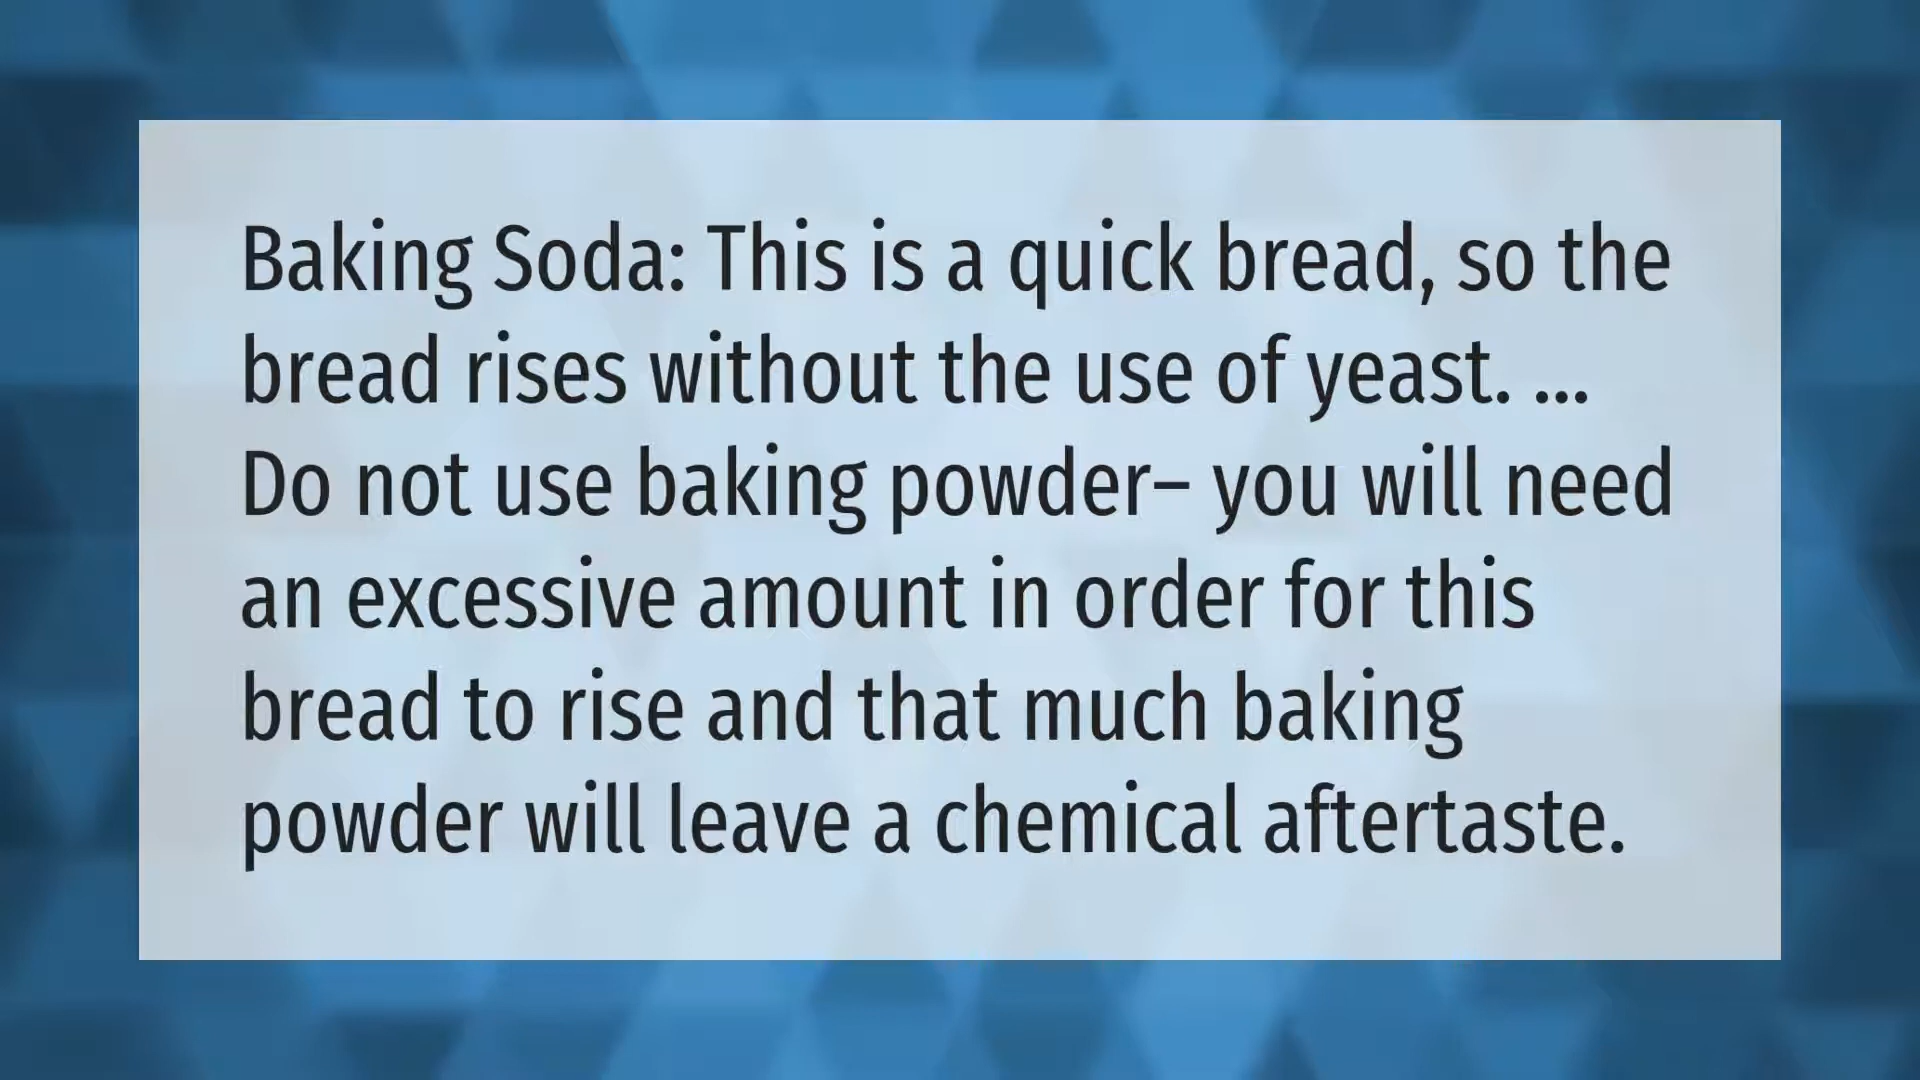 Baking Soda: This is a quick bread, so the
bread rises without the use of yeast. ...
Do not use baking powder– you will need
an excessive amount in order for this
bread to rise and that much baking
powder will leave a chemical aftertaste.